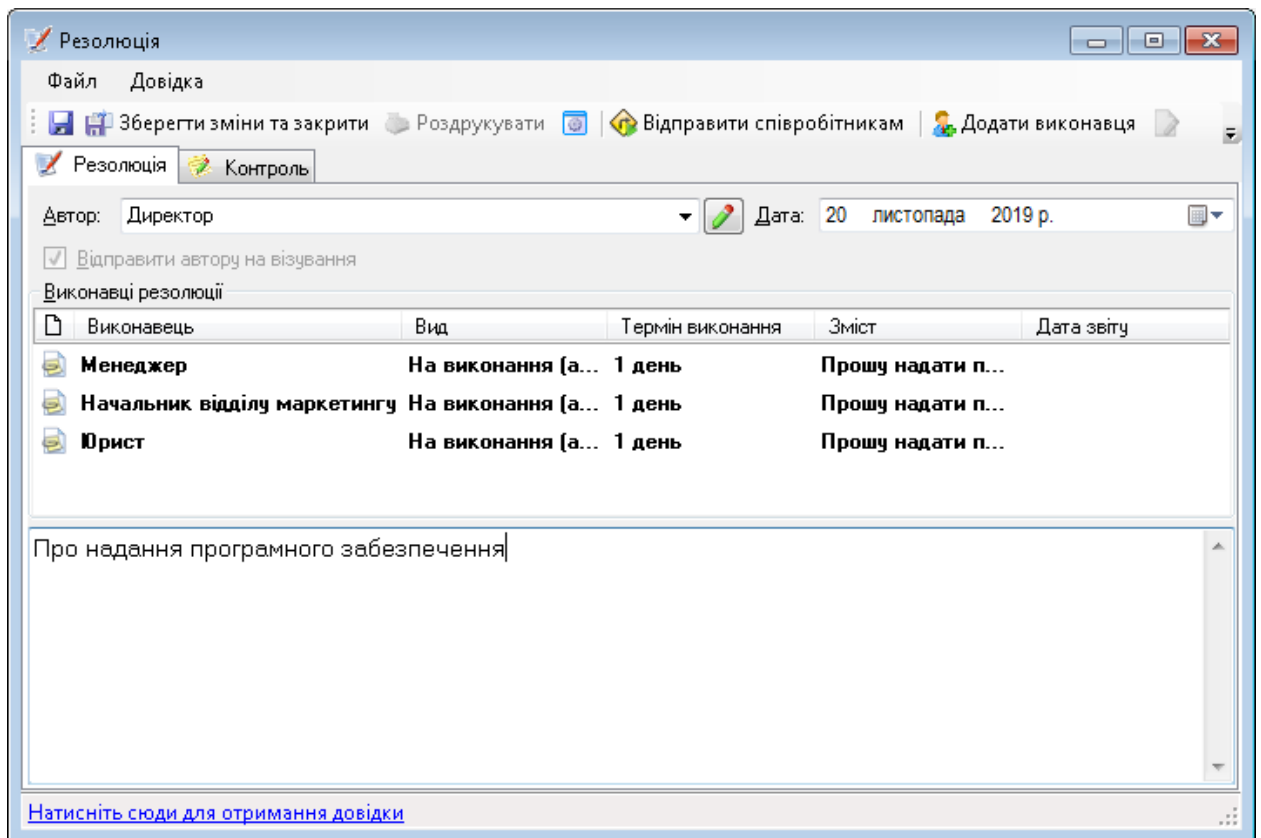 Резолюція
Файл Довідка
Зберегти зміни та закрити Роздрукувати Відправити співробітникам Додати виконавця
Резолюція Контроль
Автор: Директор Дата: 20 листопада 2019 р.
Відправити автору на візування
Виконавці резолюції
Виконавець Вид Термін виконання Зміст Дата звіту
Менеджер На виконання (а... 1 день Прошу надати п...
Начальник відділу маркетингу На виконання (а... 1 день Прошу надати п...
Юрист На виконання (а... 1 день Прошу надати п...
Про надання програмного забезпечення
Натисніть сюди для отримання довідки